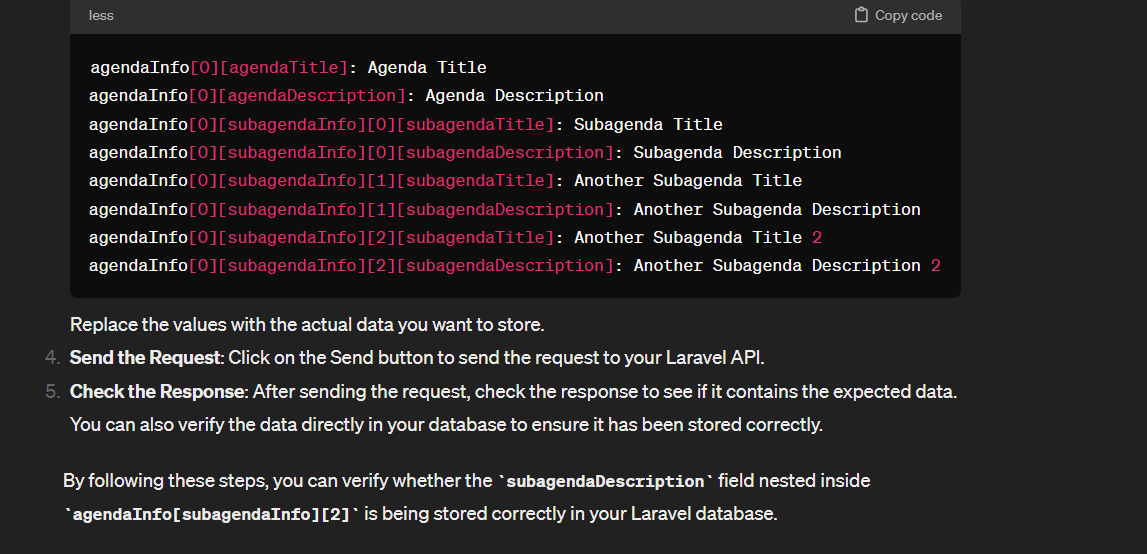 less Copy code
agendaInfo[0][agendaTitle]: Agenda Title
agendaInfo[0][agendaDescription]: Agenda Description
agendaInfo[0][subagendaInfo][0][subagendaTitle]: Subagenda Title
agendaInfo[0][subagendaInfo][0][subagendaDescription]: Subagenda Description
agendaInfo[0][subagendaInfo][1][subagendaTitle]: Another Subagenda Title
agendaInfo[0][subagendaInfo][1][subagendaDescription]: Another Subagenda Description
agendaInfo[0][subagendaInfo][2][subagendaTitle]: Another Subagenda Title 2
agendaInfo[0][subagendaInfo][2][subagendaDescription]: Another Subagenda Description 2
Replace the values with the actual data you want to store.
4. Send the Request: Click on the Send button to send the request to your Laravel API.
5. Check the Response: After sending the request, check the response to see if it contains the expected data.
You can also verify the data directly in your database to ensure it has been stored correctly.
By following these steps, you can verify whether the `subagendaDescription` field nested inside
`agendaInfo[subagendaInfo][2]` is being stored correctly in your Laravel database.